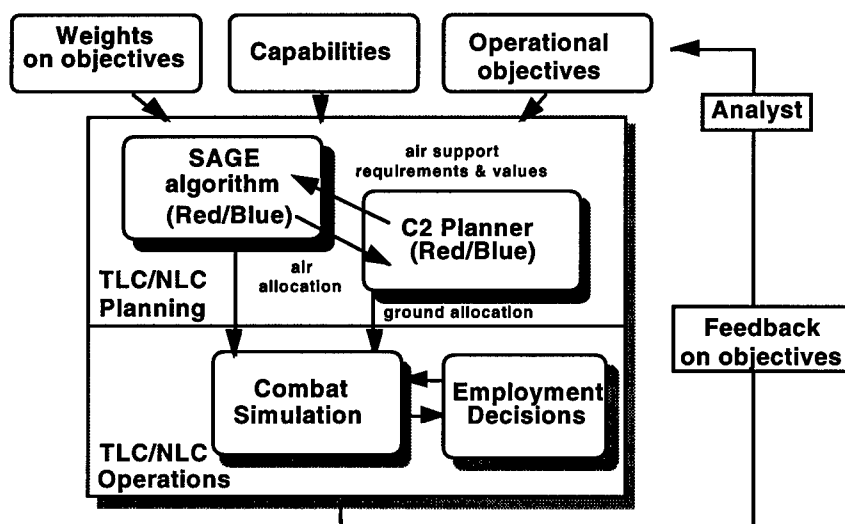 Weights
on objectives
Capabilities
Operational
objectives
Analyst
SAGE
algorithm
(Red/Blue)
air support
requirements & values
C2 Planner
(Red/Blue)
air
allocation
TLC/NLC
Planning
ground allocation
Feedback
on objectives
Combat
Simulation
Employment
Decisions
TLC/NLC
Operations